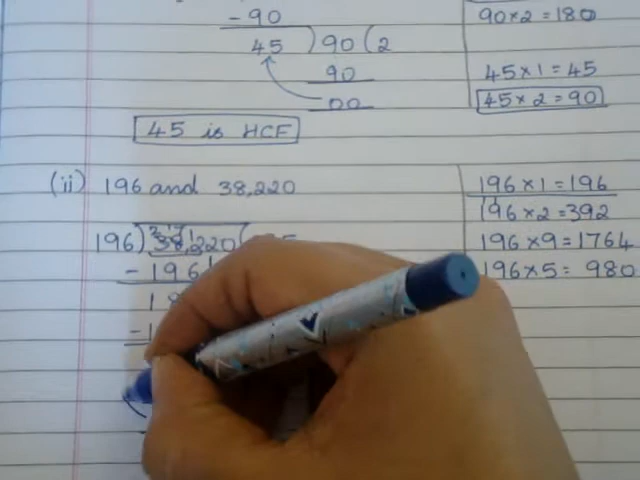 - 90
45 ) 90 ( 2
90
00
45 is HCF
90 × 2 = 180
45 × 1 = 45
45 × 2 = 90
(ii) 196 and 38,220
196 ) 38,220 (
- 196
196 × 1 = 196
196 × 2 = 392
196 × 9 = 1764
196 × 5 = 980